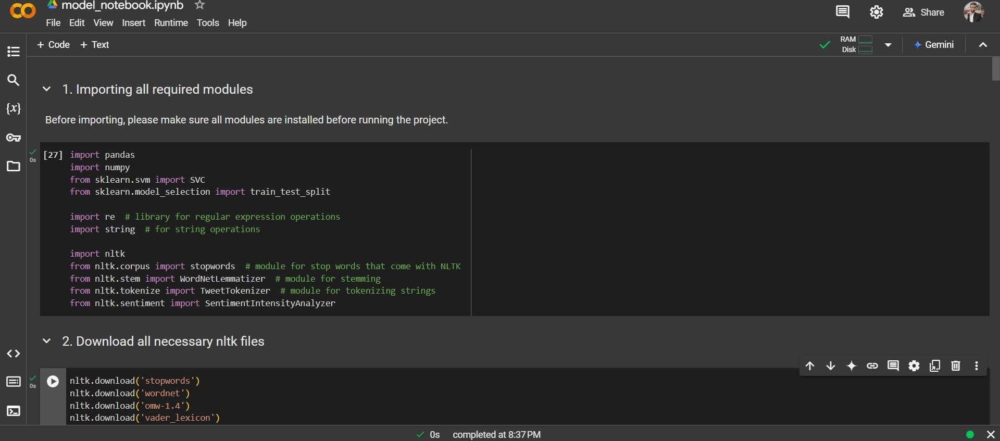 model_notebook.ipynb
File Edit View Insert Runtime Tools Help
Share
+ Code + Text
RAM
Disk
Gemini
1. Importing all required modules
Before importing, please make sure all modules are installed before running the project.
{x}
0s
[27] import pandas
import numpy
from sklearn.svm import SVC
from sklearn.model_selection import train_test_split
import re # library for regular expression operations
import string # for string operations
import nltk
from nltk.corpus import stopwords # module for stop words that come with NLTK
from nltk.stem import WordNetLemmatizer # module for stemming
from nltk.tokenize import TweetTokenizer # module for tokenizing strings
from nltk.sentiment import SentimentIntensityAnalyzer
2. Download all necessary nltk files
0s
nltk.download('stopwords')
nltk.download('wordnet')
nltk.download('omw-1.4')
nltk.download('vader_lexicon')
0s completed at 8:37 PM